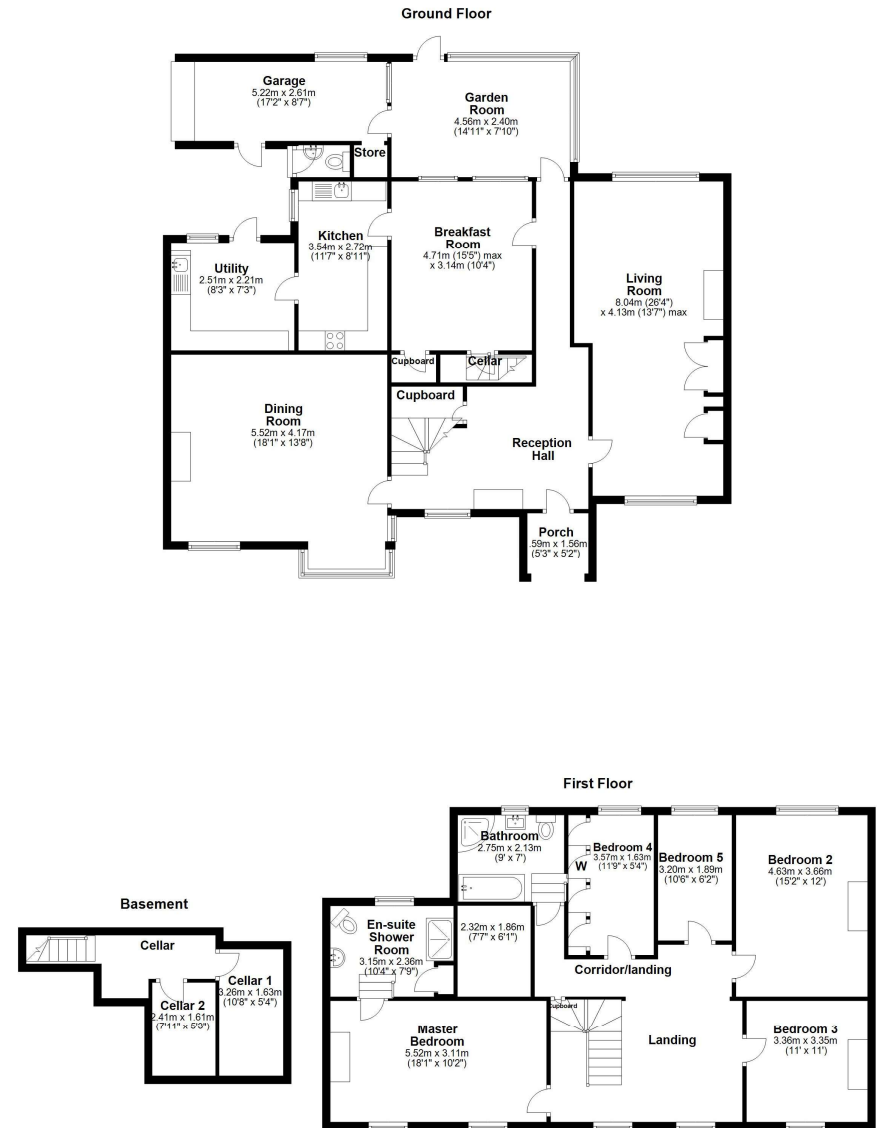 Ground Floor
Garage
5.22m x 2.61m
(17'2" x 8'7")
Garden
Room
4.56m x 2.40m
(14'11" x 7'10")
Store
Kitchen
3.54m x 2.72m
(11'7" x 8'11")
Breakfast
Room
4.71m (15'5") max
x 3.14m (10'4")
Utility
2.51m x 2.21m
(8'3" x 7'3")
Living
Room
8.04m (26'4")
x 4.13m (13'7") max
Cupboard
Cellar
Cupboard
Dining
Room
5.52m x 4.17m
(18'1" x 13'8")
Reception
Hall
Porch
.59m x 1.56m
(5'3" x 5'2")
First Floor
Bathroom
2.75m x 2.13m
(9' x 7')
W
Bedroom 4
3.57m x 1.63m
(11'9" x 5'4")
Bedroom 5
3.20m x 1.89m
(10'6" x 6'2")
Bedroom 2
4.63m x 3.66m
(15'2" x 12')
En-suite
Shower
Room
3.15m x 2.36m
(10'4" x 7'9")
2.32m x 1.86m
(7'7" x 6'1")
Corridor/landing
Cupboard
Landing
Master
Bedroom
5.52m x 3.11m
(18'1" x 10'2")
Bedroom 3
3.36m x 3.35m
(11' x 11')
Basement
Cellar
Cellar 1
3.26m x 1.63m
(10'8" x 5'4")
Cellar 2
2.41m x 1.61m
(7'11" x 5'3")